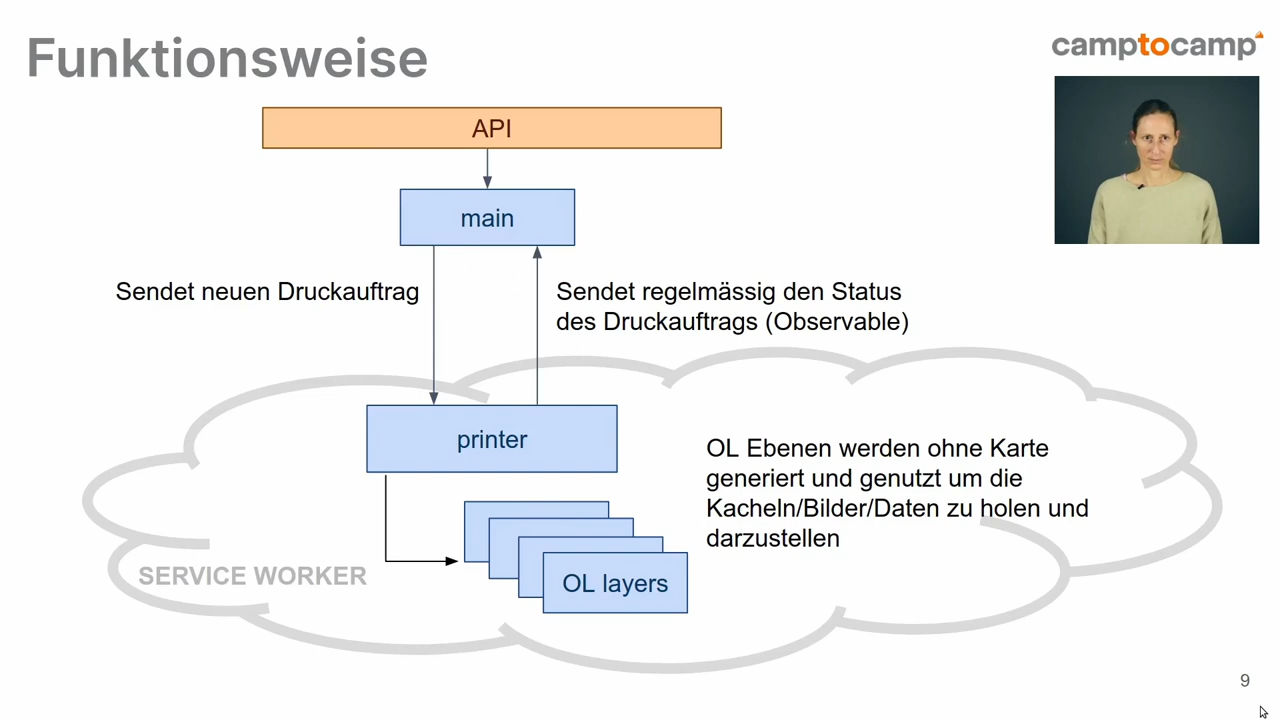 Funktionsweise
camptocamp
API
main
Sendet neuen Druckauftrag
Sendet regelmässig den Status
des Druckauftrags (Observable)
printer
OL Ebenen werden ohne Karte
generiert und genutzt um die
Kacheln/Bilder/Daten zu holen und
darzustellen
SERVICE WORKER
OL layers
9